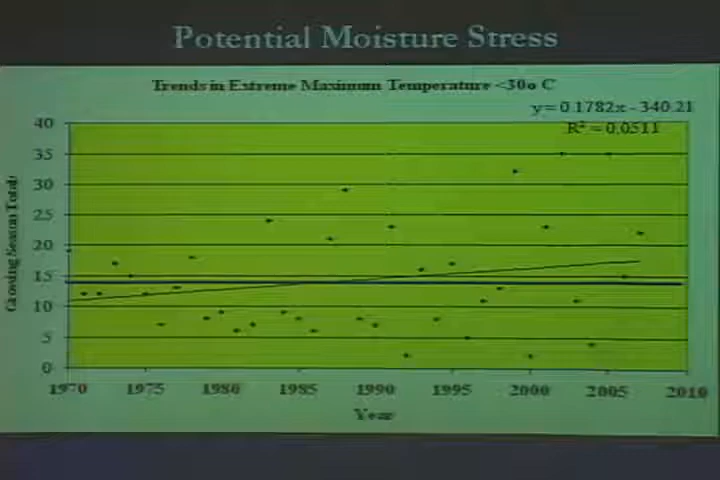 Potential Moisture Stress
Trends in Extreme Maximum Temperature <30o C
y = 0.1782x - 340.21
R² = 0.0511
40
35
30
25
20
15
10
5
0
Growing Season Totals
1970 1975 1980 1985 1990 1995 2000 2005 2010
Year